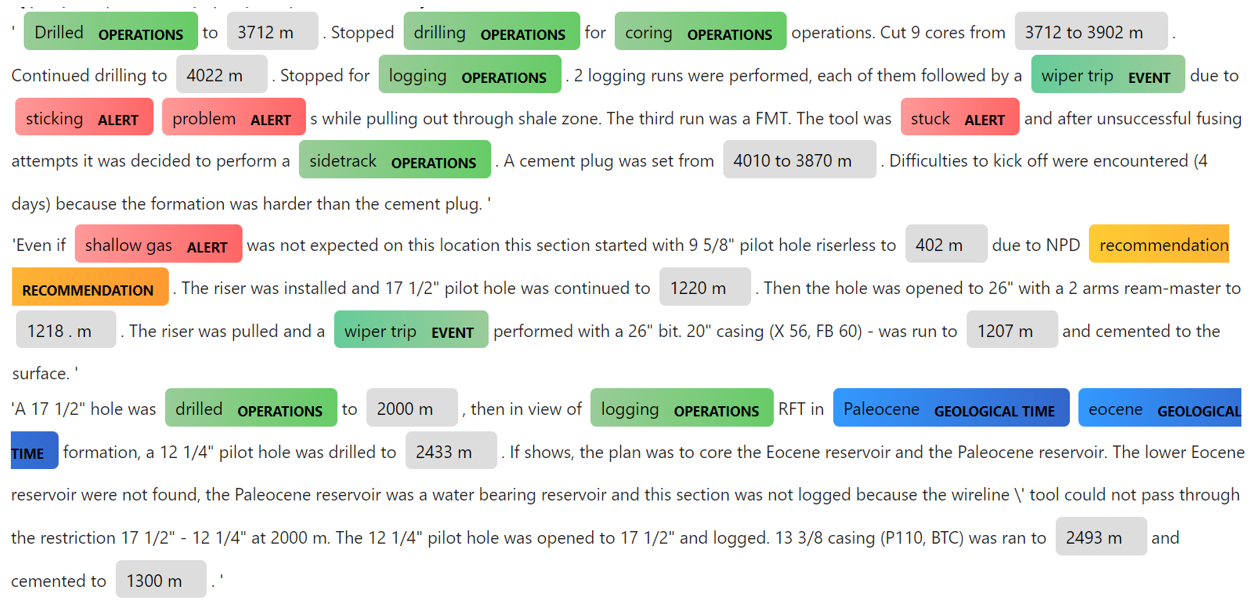 ' Drilled OPERATIONS to 3712 m . Stopped drilling OPERATIONS for coring OPERATIONS operations. Cut 9 cores from 3712 to 3902 m .
Continued drilling to 4022 m . Stopped for logging OPERATIONS . 2 logging runs were performed, each of them followed by a wiper trip EVENT due to
sticking ALERT problem ALERT s while pulling out through shale zone. The third run was a FMT. The tool was stuck ALERT and after unsuccessful fusing
attempts it was decided to perform a sidetrack OPERATIONS . A cement plug was set from 4010 to 3870 m . Difficulties to kick off were encountered (4
days) because the formation was harder than the cement plug. '
'Even if shallow gas ALERT was not expected on this location this section started with 9 5/8" pilot hole riserless to 402 m due to NPD recommendation
RECOMMENDATION . The riser was installed and 17 1/2" pilot hole was continued to 1220 m . Then the hole was opened to 26" with a 2 arms ream-master to
1218 . m . The riser was pulled and a wiper trip EVENT performed with a 26" bit. 20" casing (X 56, FB 60) - was run to 1207 m and cemented to the
surface. '
'A 17 1/2" hole was drilled OPERATIONS to 2000 m , then in view of logging OPERATIONS RFT in Paleocene GEOLOGICAL TIME eocene GEOLOGICAL
TIME formation, a 12 1/4" pilot hole was drilled to 2433 m . If shows, the plan was to core the Eocene reservoir and the Paleocene reservoir. The lower Eocene
reservoir were not found, the Paleocene reservoir was a water bearing reservoir and this section was not logged because the wireline \' tool could not pass through
the restriction 17 1/2" - 12 1/4" at 2000 m. The 12 1/4" pilot hole was opened to 17 1/2" and logged. 13 3/8 casing (P110, BTC) was ran to 2493 m and
cemented to 1300 m . '